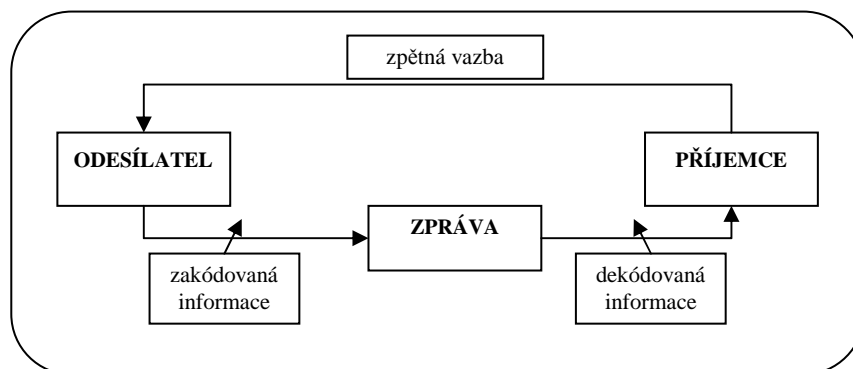 zpětná vazba
ODESÍLATEL
PŘÍJEMCE
ZPRÁVA
zakódovaná
informace
dekódovaná
informace